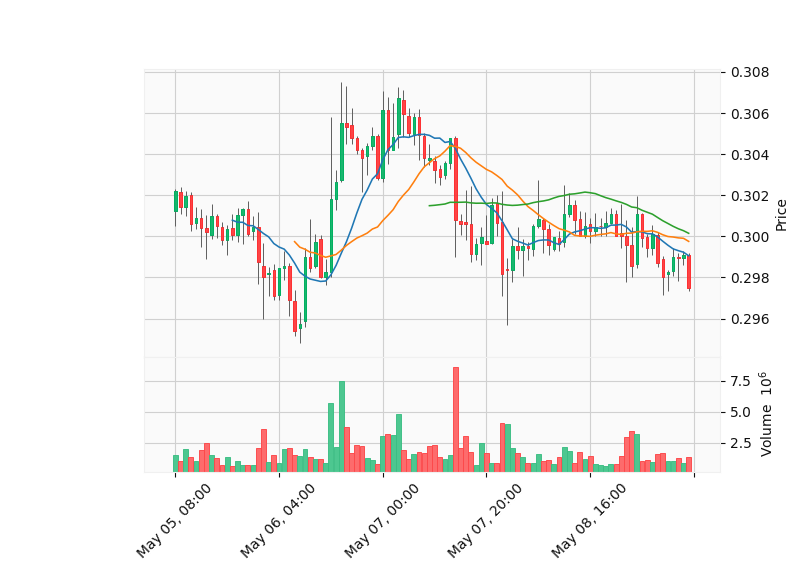 0.308
0.306
0.304
0.302
0.300
0.298
0.296
Price
7.5
5.0
2.5
Volume 10^6
May 05, 08:00
May 06, 04:00
May 07, 00:00
May 07, 20:00
May 08, 16:00